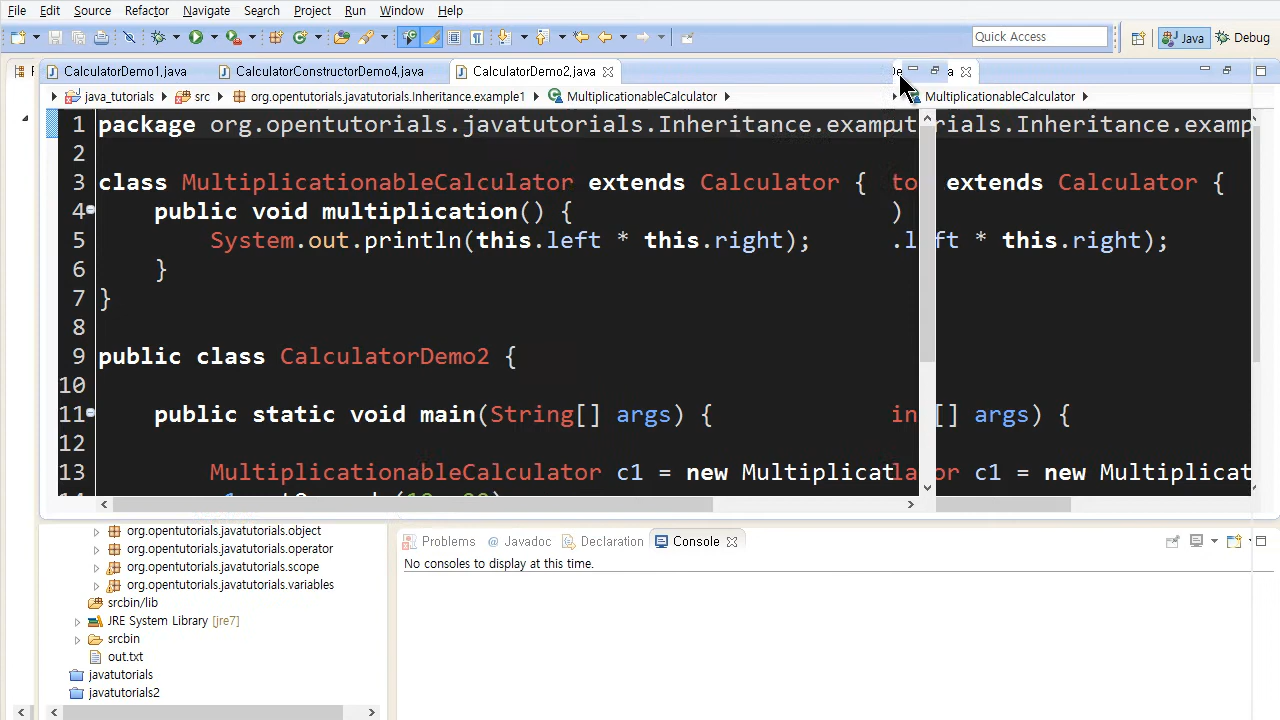 File Edit Source Refactor Navigate Search Project Run Window Help
Quick Access Java Debug
CalculatorDemo1.java CalculatorConstructorDemo4.java CalculatorDemo2.java
java_tutorials src org.opentutorials.javatutorials.Inheritance.example1 MultiplicationableCalculator MultiplicationableCalculator
1 package org.opentutorials.javatutorials.Inheritance.examp utorials.Inheritance.examp
2
3 class MultiplicationableCalculator extends Calculator { to extends Calculator {
4 public void multiplication() { )
5 System.out.println(this.left * this.right); .left * this.right);
6 }
7 }
8
9 public class CalculatorDemo2 {
10
11 public static void main(String[] args) { in [] args) {
12
13 MultiplicationableCalculator c1 = new Multiplicat lator c1 = new Multiplicat
org.opentutorials.javatutorials.object
org.opentutorials.javatutorials.operator
org.opentutorials.javatutorials.scope
org.opentutorials.javatutorials.variables
srcbin/lib
JRE System Library [jre7]
srcbin
out.txt
javatutorials
javatutorials2
Problems @ Javadoc Declaration Console
No consoles to display at this time.